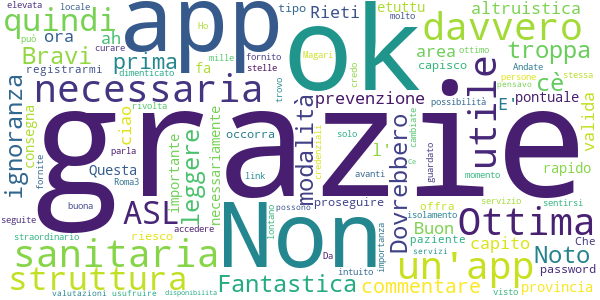 elevata locale app ok tipo Rieti etuttu molto altruistica
quindi può Ho davvero
Bravi ora ah mille fornito area cè troppa
prima curare fa stelle capisco Andate ottimo stessa
registrarmi dimenticato Magari trovo credo persone pensavo
necessaria prevenzione possibilità E' puntuale
ignoranza consegna ciao modalità utile valida
grazie
parla occorra solo l' cambiate guardato rapido
Questa importante leggere necessariamente link credenziali avanti Ce momento
fornite Roma3 Dovrebbero
buona ASL Non proseguire offra servizio sentirsi
seguite accedere possono isolamento Buon Ottima
straordinario riesco lontano paziente capito Che
sanitaria Da intuito importanza servizi un'app Noto
struttura Fantastica commentare password provincia
valutazioni usufruire disponibilita visto rivolta